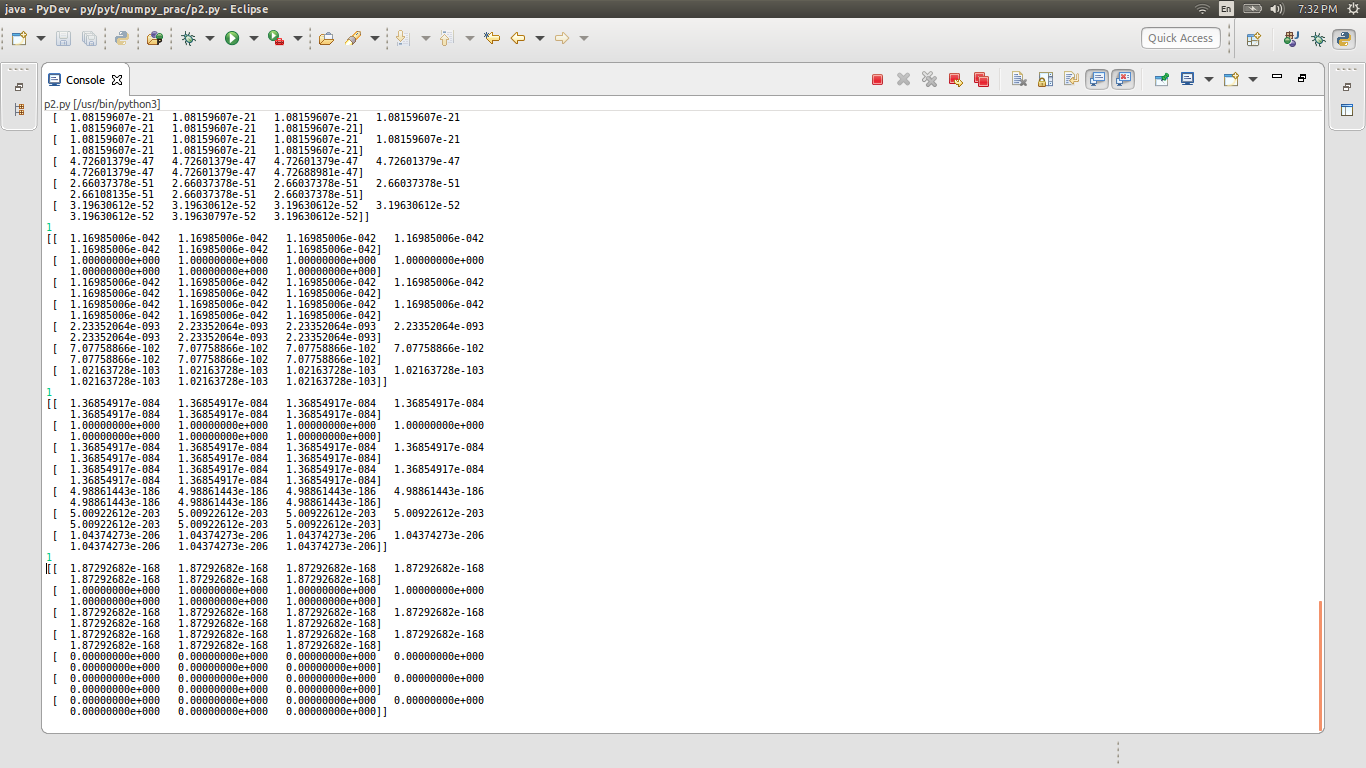 java - PyDev - py/pyt/numpy_prac/p2.py - Eclipse
En
7:32 PM
Quick Access
Console
p2.py [/usr/bin/python3]
[ 1.08159607e-21 1.08159607e-21 1.08159607e-21 1.08159607e-21
1.08159607e-21 1.08159607e-21 1.08159607e-21]
[ 1.08159607e-21 1.08159607e-21 1.08159607e-21 1.08159607e-21
1.08159607e-21 1.08159607e-21 1.08159607e-21]
[ 4.72601379e-47 4.72601379e-47 4.72601379e-47 4.72601379e-47
4.72601379e-47 4.72601379e-47 4.72688981e-47]
[ 2.66037378e-51 2.66037378e-51 2.66037378e-51 2.66037378e-51
2.66108135e-51 2.66037378e-51 2.66037378e-51]
[ 3.19630612e-52 3.19630612e-52 3.19630612e-52 3.19630612e-52
3.19630612e-52 3.19630797e-52 3.19630612e-52]]
1
[[ 1.16985006e-042 1.16985006e-042 1.16985006e-042 1.16985006e-042
1.16985006e-042 1.16985006e-042 1.16985006e-042]
[ 1.00000000e+000 1.00000000e+000 1.00000000e+000 1.00000000e+000
1.00000000e+000 1.00000000e+000 1.00000000e+000]
[ 1.16985006e-042 1.16985006e-042 1.16985006e-042 1.16985006e-042
1.16985006e-042 1.16985006e-042 1.16985006e-042]
[ 1.16985006e-042 1.16985006e-042 1.16985006e-042 1.16985006e-042
1.16985006e-042 1.16985006e-042 1.16985006e-042]
[ 2.23352064e-093 2.23352064e-093 2.23352064e-093 2.23352064e-093
2.23352064e-093 2.23352064e-093 2.23352064e-093]
[ 7.07758866e-102 7.07758866e-102 7.07758866e-102 7.07758866e-102
7.07758866e-102 7.07758866e-102 7.07758866e-102]
[ 1.02163728e-103 1.02163728e-103 1.02163728e-103 1.02163728e-103
1.02163728e-103 1.02163728e-103 1.02163728e-103]]
1
[[ 1.36854917e-084 1.36854917e-084 1.36854917e-084 1.36854917e-084
1.36854917e-084 1.36854917e-084 1.36854917e-084]
[ 1.00000000e+000 1.00000000e+000 1.00000000e+000 1.00000000e+000
1.00000000e+000 1.00000000e+000 1.00000000e+000]
[ 1.36854917e-084 1.36854917e-084 1.36854917e-084 1.36854917e-084
1.36854917e-084 1.36854917e-084 1.36854917e-084]
[ 1.36854917e-084 1.36854917e-084 1.36854917e-084 1.36854917e-084
1.36854917e-084 1.36854917e-084 1.36854917e-084]
[ 4.98861443e-186 4.98861443e-186 4.98861443e-186 4.98861443e-186
4.98861443e-186 4.98861443e-186 4.98861443e-186]
[ 5.00922612e-203 5.00922612e-203 5.00922612e-203 5.00922612e-203
5.00922612e-203 5.00922612e-203 5.00922612e-203]
[ 1.04374273e-206 1.04374273e-206 1.04374273e-206 1.04374273e-206
1.04374273e-206 1.04374273e-206 1.04374273e-206]]
1
[[ 1.87292682e-168 1.87292682e-168 1.87292682e-168 1.87292682e-168
1.87292682e-168 1.87292682e-168 1.87292682e-168]
[ 1.00000000e+000 1.00000000e+000 1.00000000e+000 1.00000000e+000
1.00000000e+000 1.00000000e+000 1.00000000e+000]
[ 1.87292682e-168 1.87292682e-168 1.87292682e-168 1.87292682e-168
1.87292682e-168 1.87292682e-168 1.87292682e-168]
[ 1.87292682e-168 1.87292682e-168 1.87292682e-168 1.87292682e-168
1.87292682e-168 1.87292682e-168 1.87292682e-168]
[ 0.00000000e+000 0.00000000e+000 0.00000000e+000 0.00000000e+000
0.00000000e+000 0.00000000e+000 0.00000000e+000]
[ 0.00000000e+000 0.00000000e+000 0.00000000e+000 0.00000000e+000
0.00000000e+000 0.00000000e+000 0.00000000e+000]
[ 0.00000000e+000 0.00000000e+000 0.00000000e+000 0.00000000e+000
0.00000000e+000 0.00000000e+000 0.00000000e+000]]